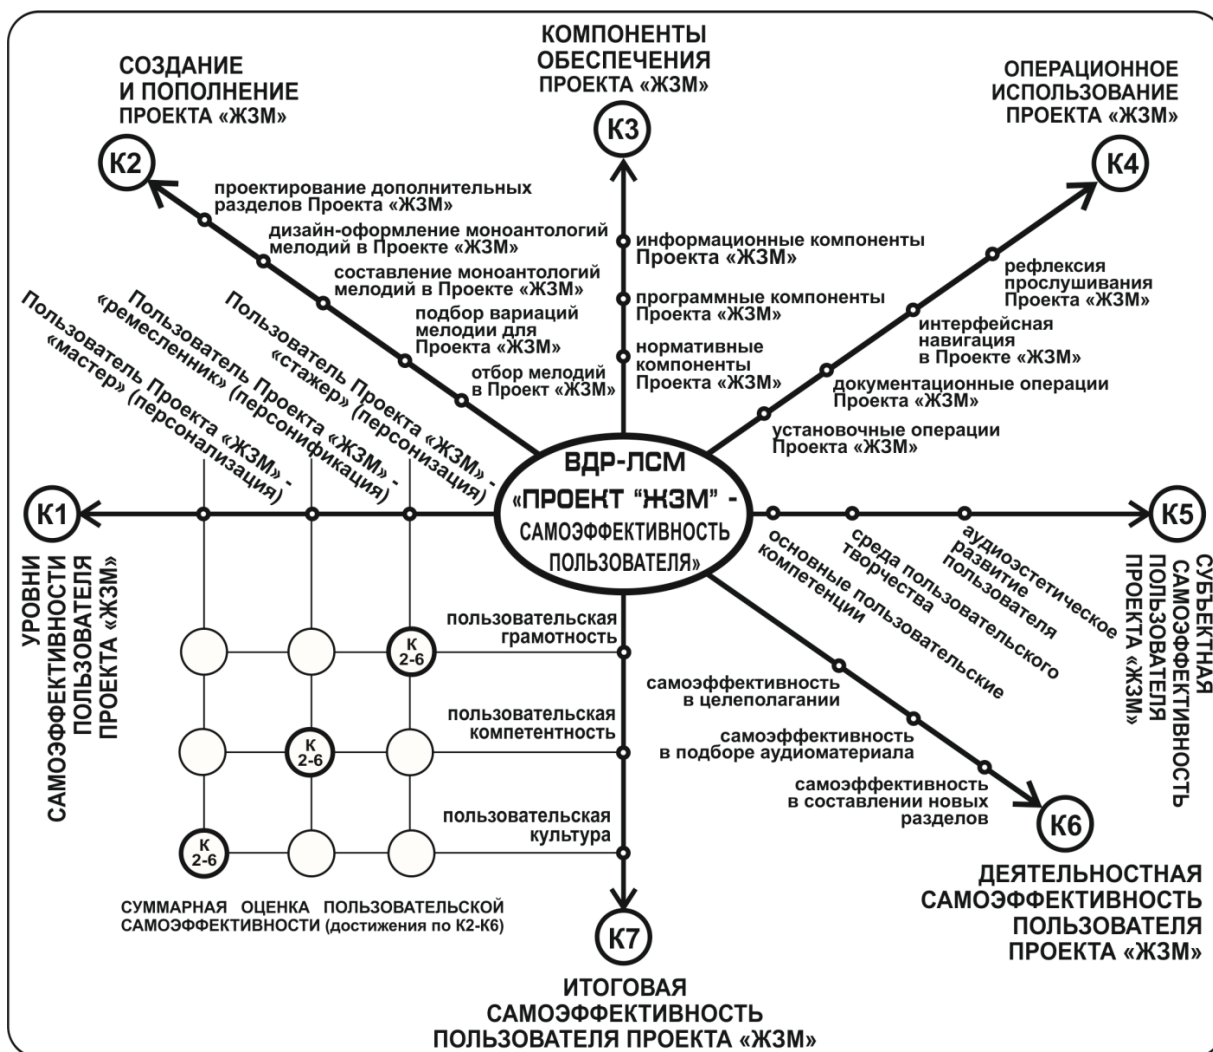 СОЗДАНИЕ
И ПОПОЛНЕНИЕ
ПРОЕКТА «ЖЗМ»
К2
проектирование дополнительных
разделов Проекта «ЖЗМ»
дизайн-оформление моноантологий
мелодий в Проекте «ЖЗМ»
составление моноантологий
мелодий в Проекте «ЖЗМ»
подбор вариаций
мелодии для
Проекта «ЖЗМ»
отбор мелодий
в Проект «ЖЗМ»
КОМПОНЕНТЫ
ОБЕСПЕЧЕНИЯ
ПРОЕКТА «ЖЗМ»
К3
информационные компоненты
Проекта «ЖЗМ»
программные компоненты
Проекта «ЖЗМ»
нормативные
компоненты
Проекта «ЖЗМ»
ОПЕРАЦИОННОЕ
ИСПОЛЬЗОВАНИЕ
ПРОЕКТА «ЖЗМ»
К4
рефлексия
прослушивания
Проекта «ЖЗМ»
интерфейсная
навигация
в Проекте «ЖЗМ»
документационные операции
Проекта «ЖЗМ»
установочные операции
Проекта «ЖЗМ»
Пользователь Проекта «ЖЗМ» -
«мастер» (персонализация)
Пользователь Проекта «ЖЗМ» -
«ремесленник» (персонификация)
Пользователь Проекта «ЖЗМ» -
«стажер» (персонизация)
ВДР-ЛСМ
«ПРОЕКТ "ЖЗМ" -
САМОЭФФЕКТИВНОСТЬ
ПОЛЬЗОВАТЕЛЯ»
К1
УРОВНИ
САМОЭФФЕКТИВНОСТИ
ПОЛЬЗОВАТЕЛЯ
ПРОЕКТА «ЖЗМ»
К5
СУБЪЕКТНАЯ
САМОЭФФЕКТИВНОСТЬ
ПОЛЬЗОВАТЕЛЯ
ПРОЕКТА «ЖЗМ»
основные пользовательские
компетенции
среда пользовательского
творчества
аудиоэстетическое
развитие
пользователя
пользовательская
грамотность
К
2-6
пользовательская
компетентность
К
2-6
пользовательская
культура
К
2-6
самоэффективность
в целеполагании
самоэффективность
в подборе аудиоматериала
самоэффективность
в составлении новых
разделов
К6
ДЕЯТЕЛЬНОСТНАЯ
САМОЭФФЕКТИВНОСТЬ
ПОЛЬЗОВАТЕЛЯ
ПРОЕКТА «ЖЗМ»
СУММАРНАЯ ОЦЕНКА ПОЛЬЗОВАТЕЛЬСКОЙ
САМОЭФФЕКТИВНОСТИ (достижения по К2-К6)
К7
ИТОГОВАЯ
САМОЭФФЕКТИВНОСТЬ
ПОЛЬЗОВАТЕЛЯ ПРОЕКТА «ЖЗМ»